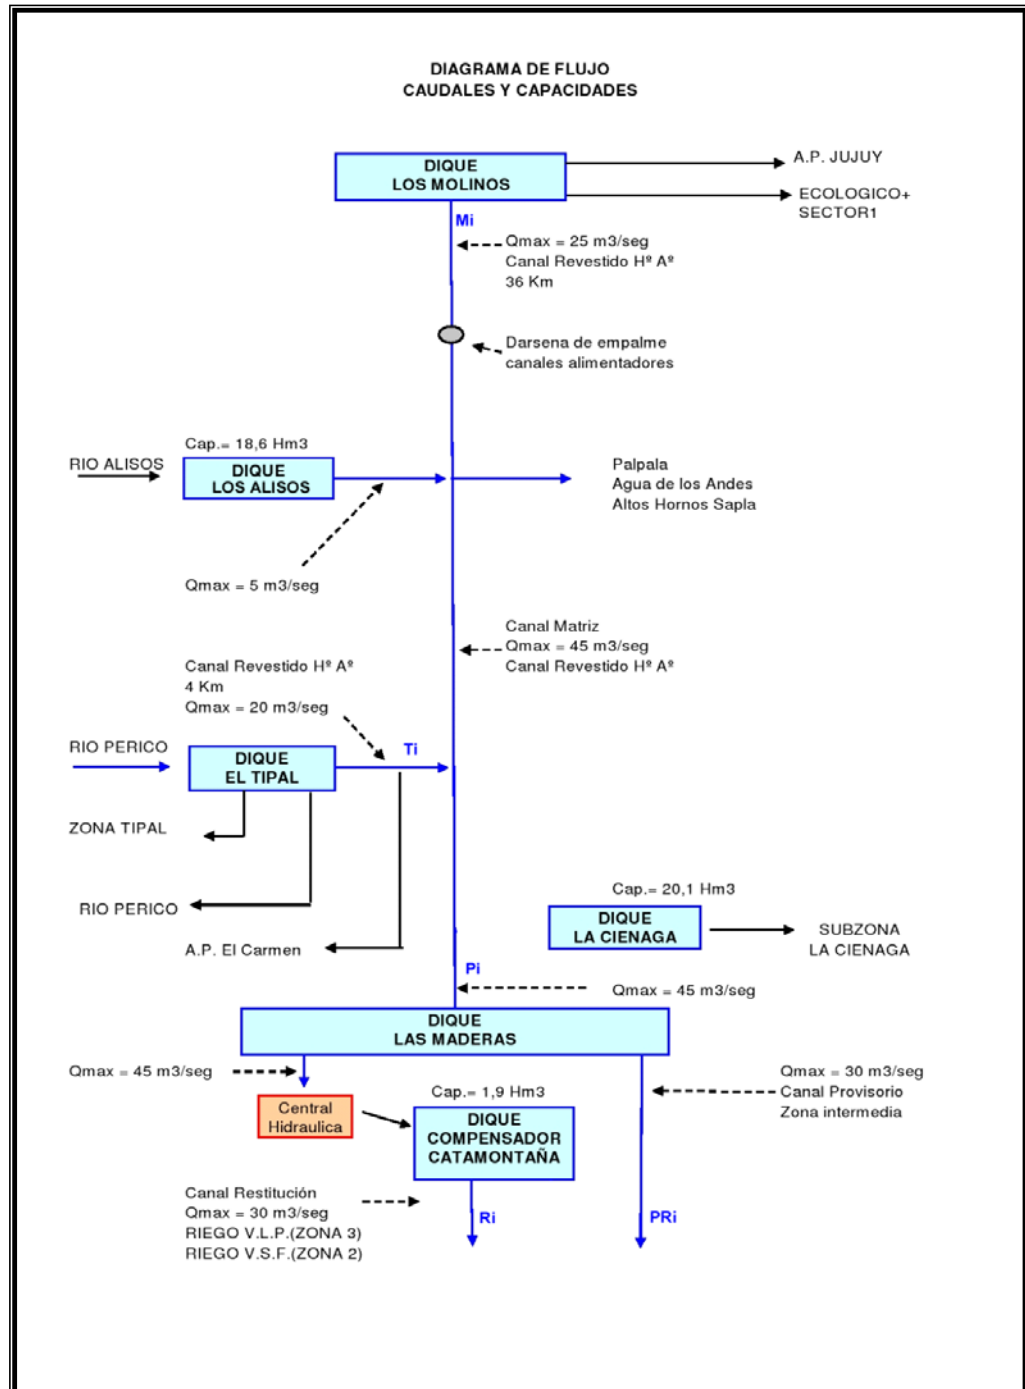 DIAGRAMA DE FLUJO
CAUDALES Y CAPACIDADES
DIQUE
LOS MOLINOS
A.P. JUJUY
ECOLOGICO+
SECTOR1
Mi
Qmax = 25 m3/seg
Canal Revestido Hº Aº
36 Km
Darsena de empalme
canales alimentadores
Cap.= 18,6 Hm3
RIO ALISOS
DIQUE
LOS ALISOS
Palpala
Agua de los Andes
Altos Hornos Sapla
Qmax = 5 m3/seg
Canal Matriz
Qmax = 45 m3/seg
Canal Revestido Hº Aº
Canal Revestido Hº Aº
4 Km
Qmax = 20 m3/seg
RIO PERICO
DIQUE
EL TIPAL
Ti
ZONA TIPAL
RIO PERICO
A.P. El Carmen
Cap.= 20,1 Hm3
DIQUE
LA CIENAGA
SUBZONA
LA CIENAGA
Pi
Qmax = 45 m3/seg
DIQUE
LAS MADERAS
Qmax = 45 m3/seg
Central
Hidraulica
Cap.= 1,9 Hm3
DIQUE
COMPENSADOR
CATAMONTAÑA
Qmax = 30 m3/seg
Canal Provisorio
Zona intermedia
Canal Restitución
Qmax = 30 m3/seg
RIEGO V.L.P.(ZONA 3)
RIEGO V.S.F.(ZONA 2)
Ri
PRi